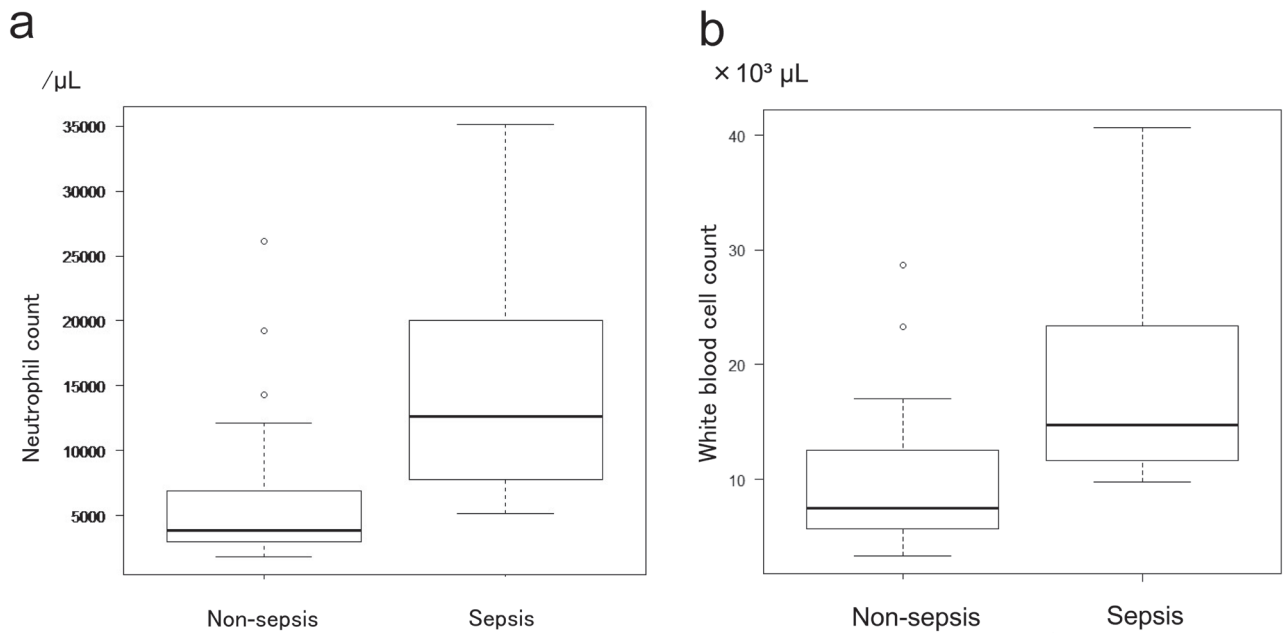 a
/μL
Neutrophil count
35000
30000
25000
20000
15000
10000
5000
Non-sepsis
Sepsis
b
×10³ μL
White blood cell count
40
30
20
10
Non-sepsis
Sepsis